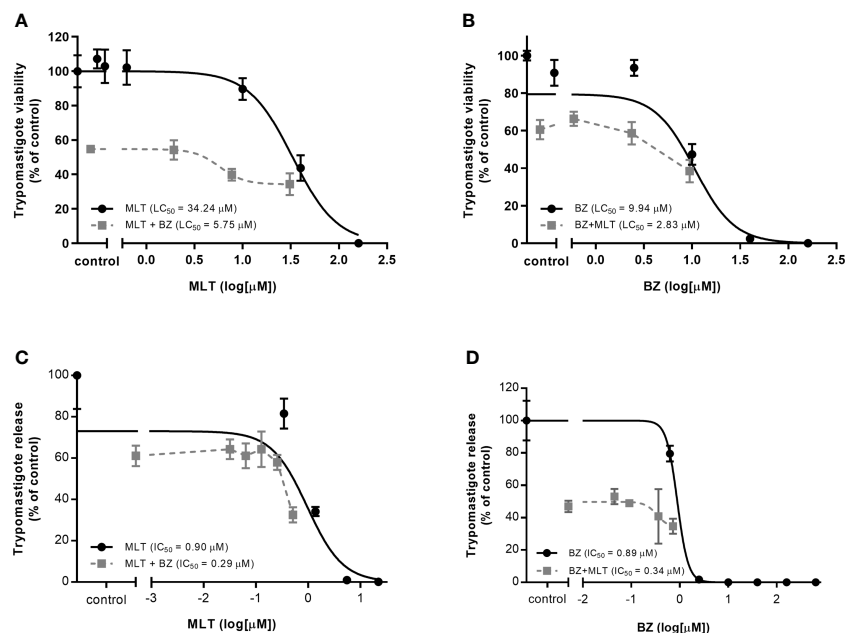 A
120
100
80
60
40
20
0
Trypomastigote viability
(% of control)
MLT (LC50 = 34.24 µM)
MLT + BZ (LC50 = 5.75 µM)
control
0.0
0.5
1.0
1.5
2.0
2.5
MLT (log[µM])
B
100
80
60
40
20
0
Trypomastigote viability
(% of control)
BZ (LC50 = 9.94 µM)
BZ+MLT (LC50 = 2.83 µM)
control
0.0
0.5
1.0
1.5
2.0
2.5
BZ (log[µM])
C
100
80
60
40
20
0
Trypomastigote release
(% of control)
MLT (IC50 = 0.90 µM)
MLT + BZ (IC50 = 0.29 µM)
control
-3
-2
-1
0
1
MLT (log[µM])
D
120
100
80
60
40
20
0
Trypomastigote release
(% of control)
BZ (IC50 = 0.89 µM)
BZ+MLT (IC50 = 0.34 µM)
control
-2
-1
0
1
2
BZ (log[µM])